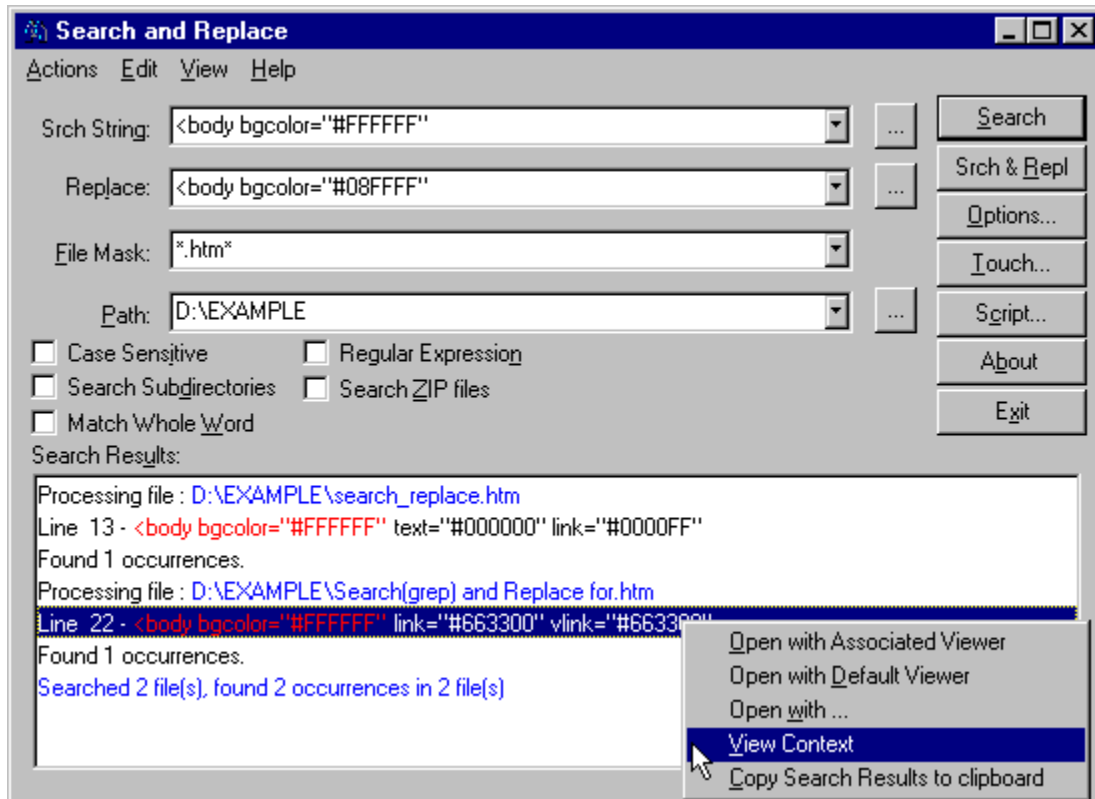 Search and Replace
Actions Edit View Help
Srch String: <body bgcolor="#FFFFFF" ... Search
Replace: <body bgcolor="#08FFFF" ... Srch & Repl
Options...
File Mask: *.htm*
Touch...
Path: D:\EXAMPLE ... Script...
Case Sensitive Regular Expression
About
Search Subdirectories Search ZIP files
Exit
Match Whole Word
Search Results:
Processing file : D:\EXAMPLE\search_replace.htm
Line 13 - <body bgcolor="#FFFFFF" text="#000000" link="#0000FF"
Found 1 occurrences.
Processing file : D:\EXAMPLE\Search(grep) and Replace for.htm
Line 22 - <body bgcolor="#FFFFFF" link="#663300" vlink="#663300"
Found 1 occurrences.
Searched 2 file(s), found 2 occurrences in 2 file(s)
Open with Associated Viewer
Open with Default Viewer
Open with ...
View Context
Copy Search Results to clipboard